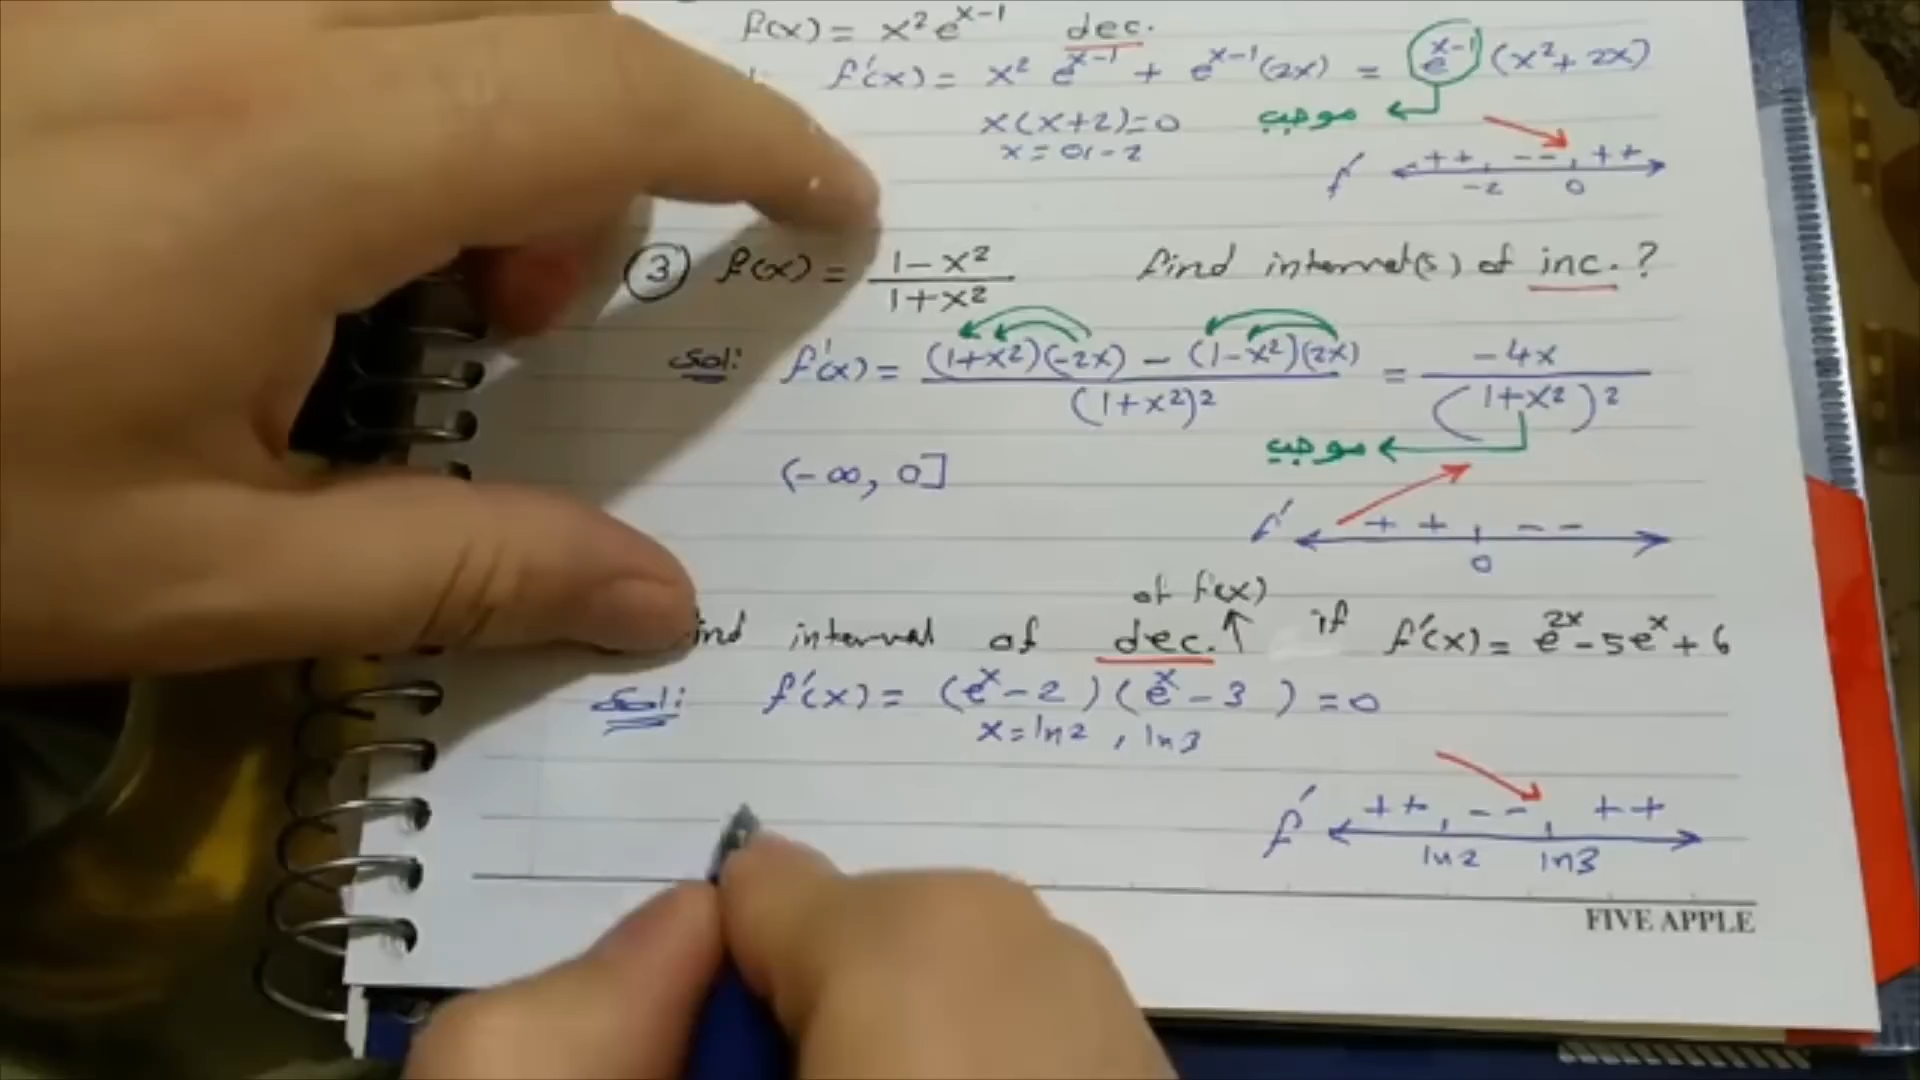 f(x) = x² e^(x-1) dec.
f'(x) = x² e^(x-1) + e^(x-1) (2x) = e^(x-1) (x² + 2x)
x(x+2)=0 موجب
x = 0, -2
f' ++ -- ++
-2 0
③ f(x) = (1-x²)/(1+x²) find interval(s) of inc. ?
Sol: f'(x) = ((1+x²)(-2x) - (1-x²)(2x))/(1+x²)² = -4x/(1+x²)²
موجب
(-∞, 0]
f' + + - -
0
of f(x)
interval of dec. ↑ if f'(x) = e^(2x) - 5e^x + 6
Sol: f'(x) = (e^x - 2)(e^x - 3) = 0
x = ln2 , ln3
f' ++ -- ++
ln2 ln3
FIVE APPLE